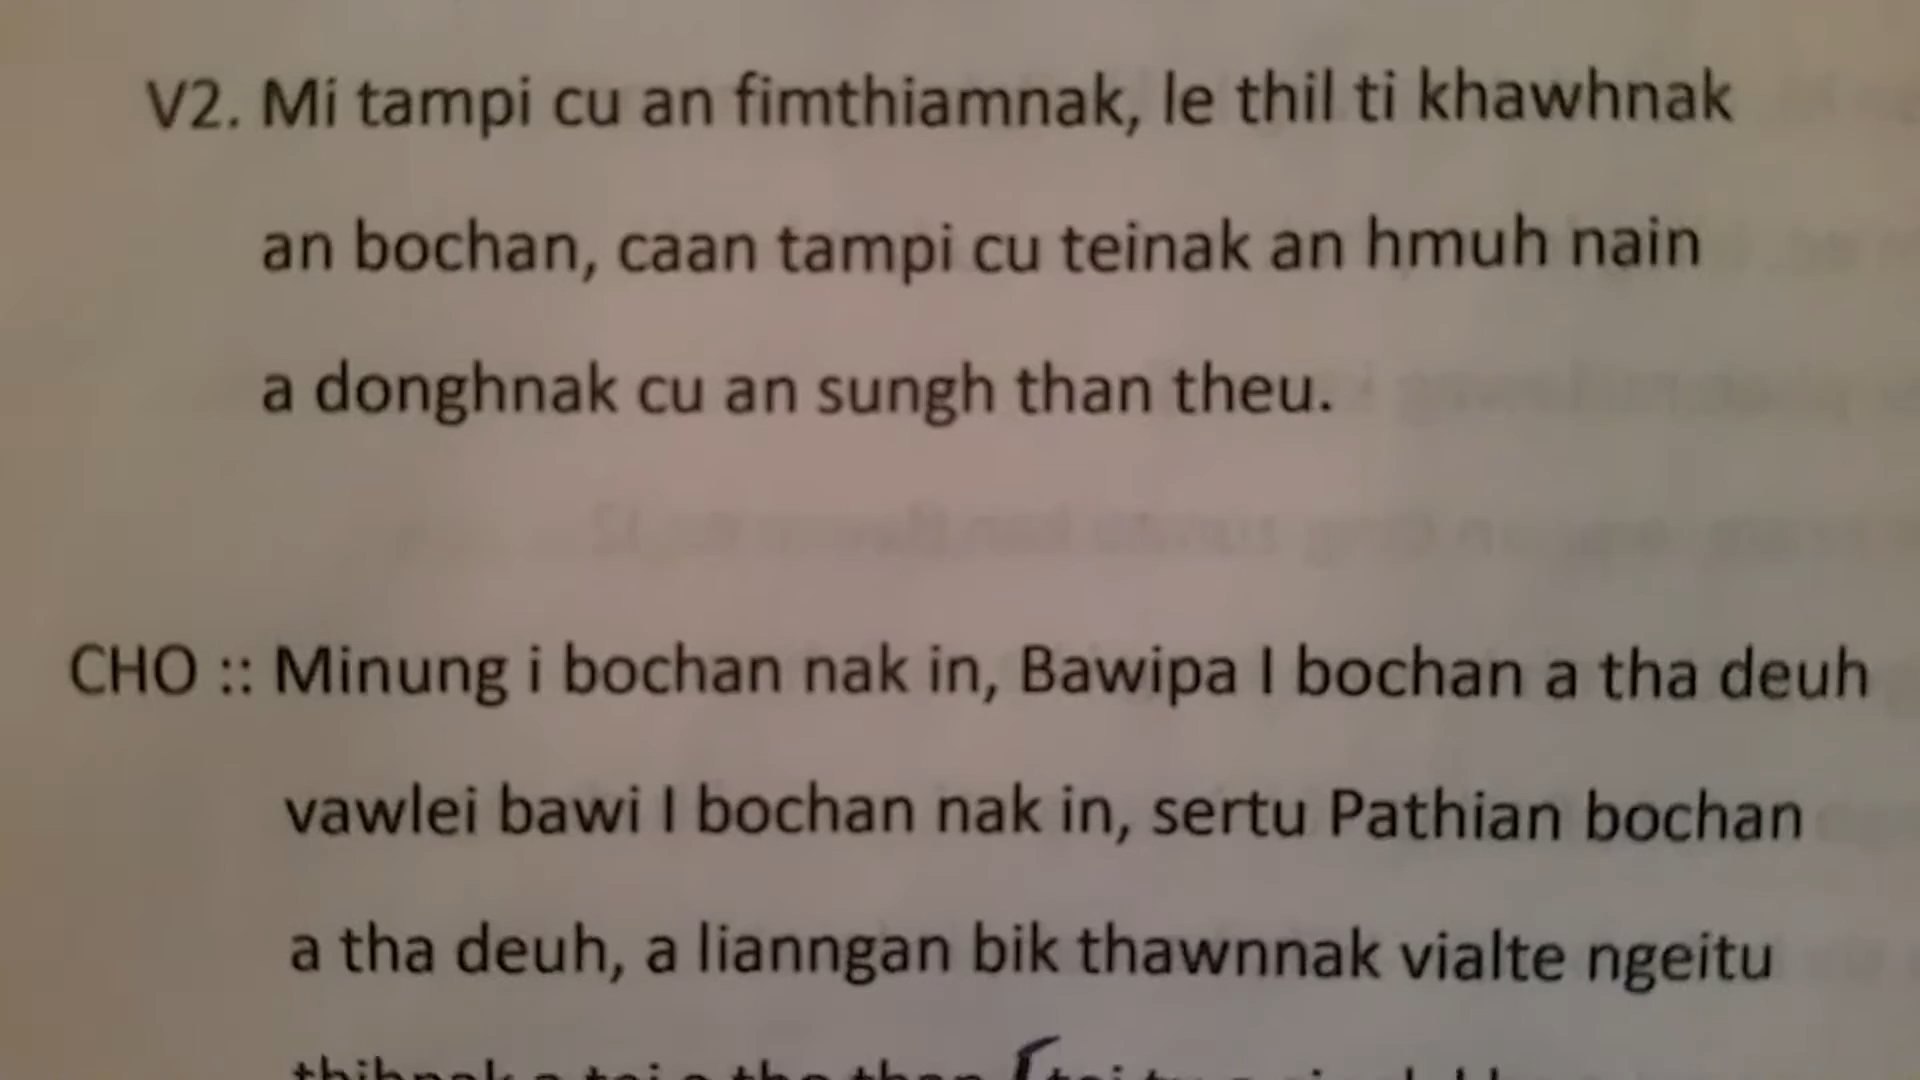 V2. Mi tampi cu an fimthiamnak, le thil ti khawhnak
an bochan, caan tampi cu teinak an hmuh nain
a donghnak cu an sungh than theu.
CHO :: Minung i bochan nak in, Bawipa I bochan a tha deuh
vawlei bawi I bochan nak in, sertu Pathian bochan
a tha deuh, a lianngan bik thawnnak vialte ngeitu